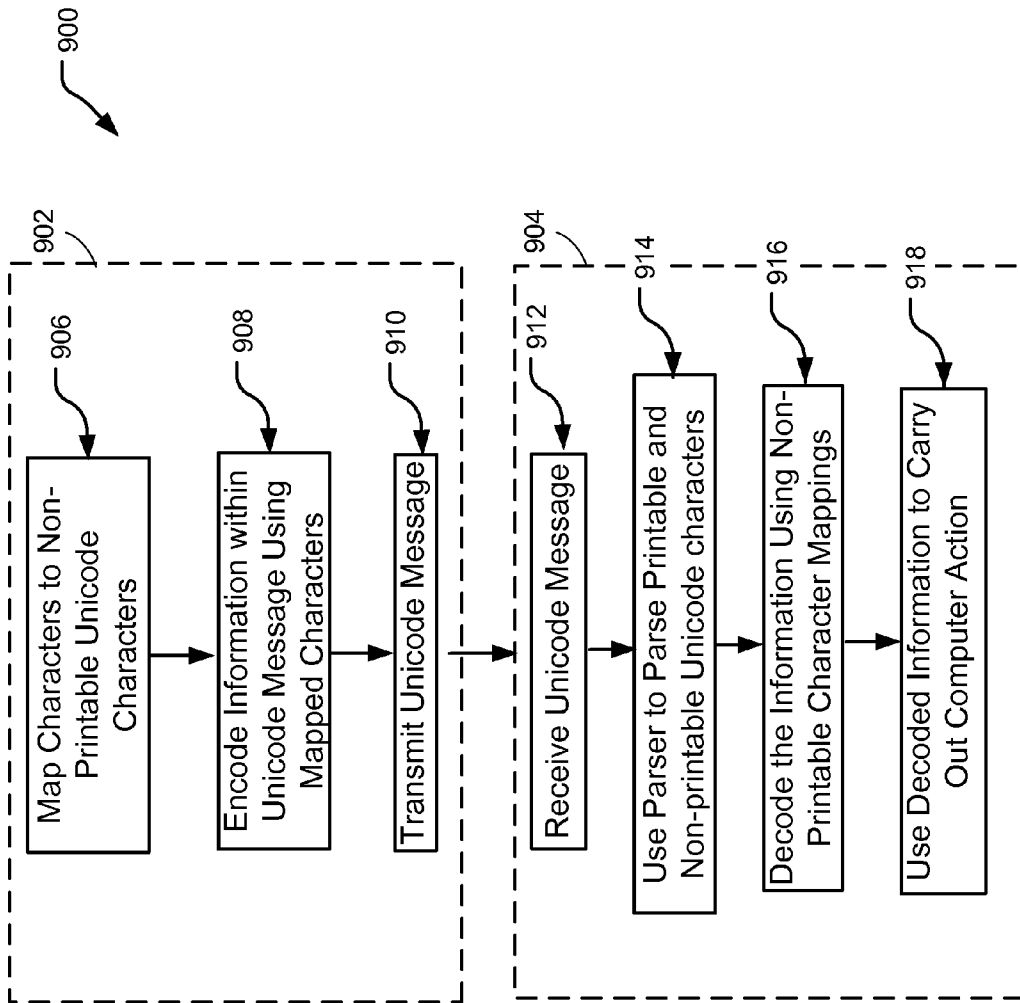 900
902
906
Map Characters to Non-
Printable Unicode
Characters
908
Encode Information within
Unicode Message Using
Mapped Characters
910
Transmit Unicode Message
904
912
Receive Unicode Message
914
Use Parser to Parse Printable and
Non-printable Unicode characters
916
Decode the Information Using Non-
Printable Character Mappings
918
Use Decoded Information to Carry
Out Computer Action